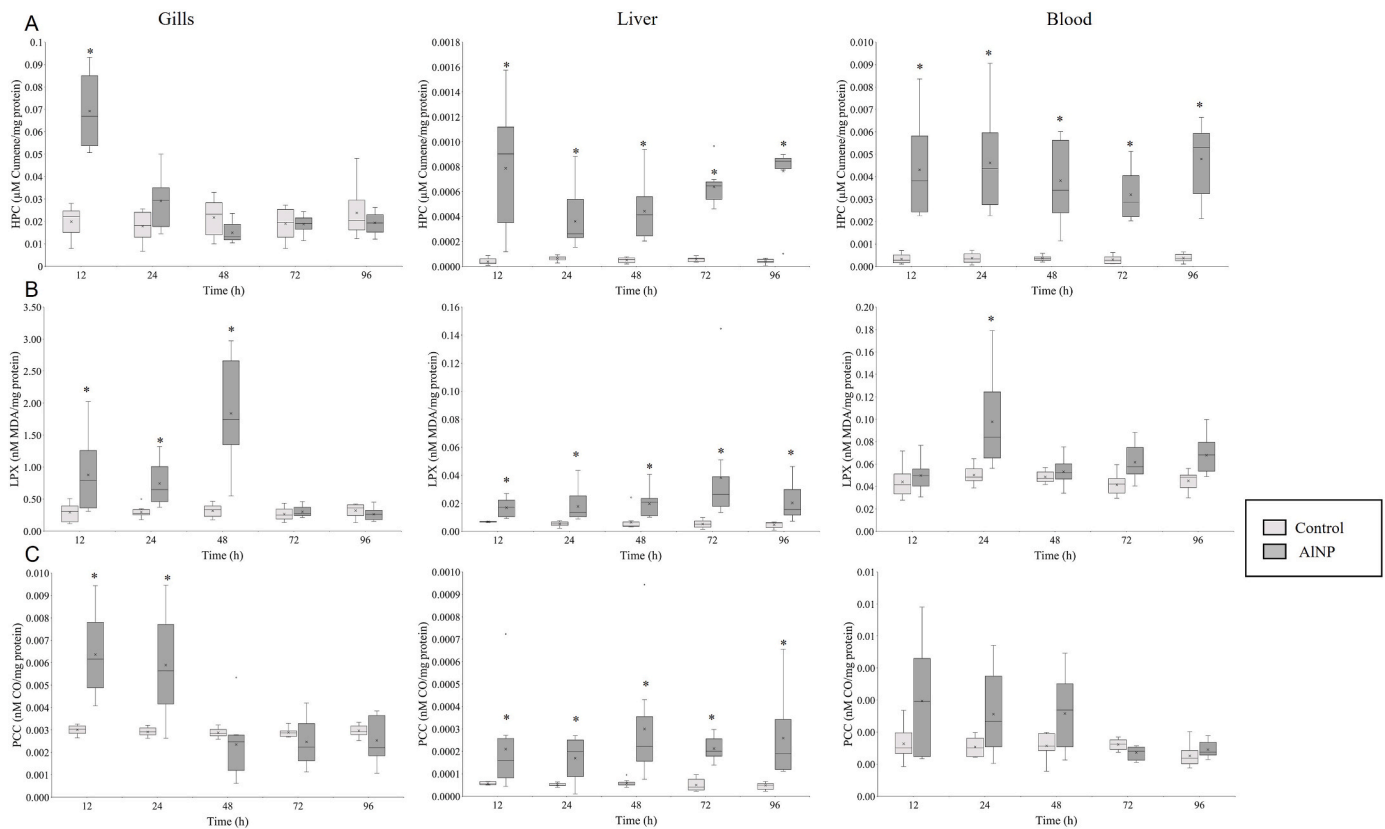 Gills
Liver
Blood
A
HPC (µM Cumene/mg protein)
0.1
0.09
0.08
0.07
0.06
0.05
0.04
0.03
0.02
0.01
0
*
12 24 48 72 96
Time (h)
HPC (µM Cumene/mg protein)
0.0018
0.0016
0.0014
0.0012
0.0010
0.0008
0.0006
0.0004
0.0002
0.0000
* * * * *
12 24 48 72 96
Time (h)
HPC (µM Cumene/mg protein)
0.010
0.009
0.008
0.007
0.006
0.005
0.004
0.003
0.002
0.001
0.000
* * * * *
12 24 48 72 96
Time (h)
B
LPX (nM MDA/mg protein)
3.50
3.00
2.50
2.00
1.50
1.00
0.50
0.00
* * *
12 24 48 72 96
Time (h)
LPX (nM MDA/mg protein)
0.16
0.14
0.12
0.10
0.08
0.06
0.04
0.02
0.00
* * * * *
12 24 48 72 96
Time (h)
LPX (nM MDA/mg protein)
0.20
0.18
0.16
0.14
0.12
0.10
0.08
0.06
0.04
0.02
0.00
*
12 24 48 72 96
Time (h)
Control
AlNP
C
PCC (nM CO/mg protein)
0.010
0.009
0.008
0.007
0.006
0.005
0.004
0.003
0.002
0.001
0.000
* *
12 24 48 72 96
Time (h)
PCC (nM CO/mg protein)
0.0010
0.0009
0.0008
0.0007
0.0006
0.0005
0.0004
0.0003
0.0002
0.0001
0.0000
* * * * *
12 24 48 72 96
Time (h)
PCC (nM CO/mg protein)
0.01
0.01
0.01
0.01
0.00
0.00
0.00
12 24 48 72 96
Time (h)